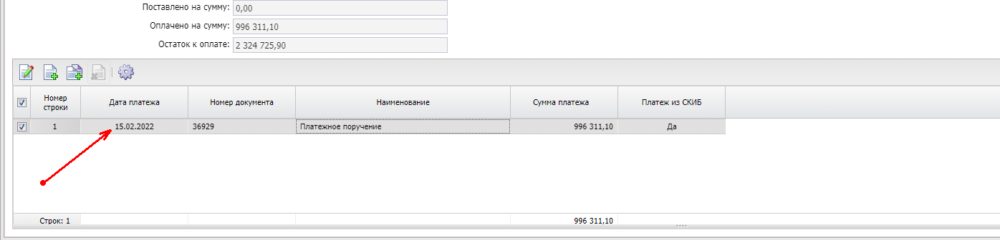 Поставлено на сумму: 0,00
Оплачено на сумму: 996 311,10
Остаток к оплате: 2 324 725,90
Номер строки Дата платежа Номер документа Наименование Сумма платежа Платеж из СКИБ
1 15.02.2022 36929 Платежное поручение 996 311,10 Да
Строк: 1 996 311,10